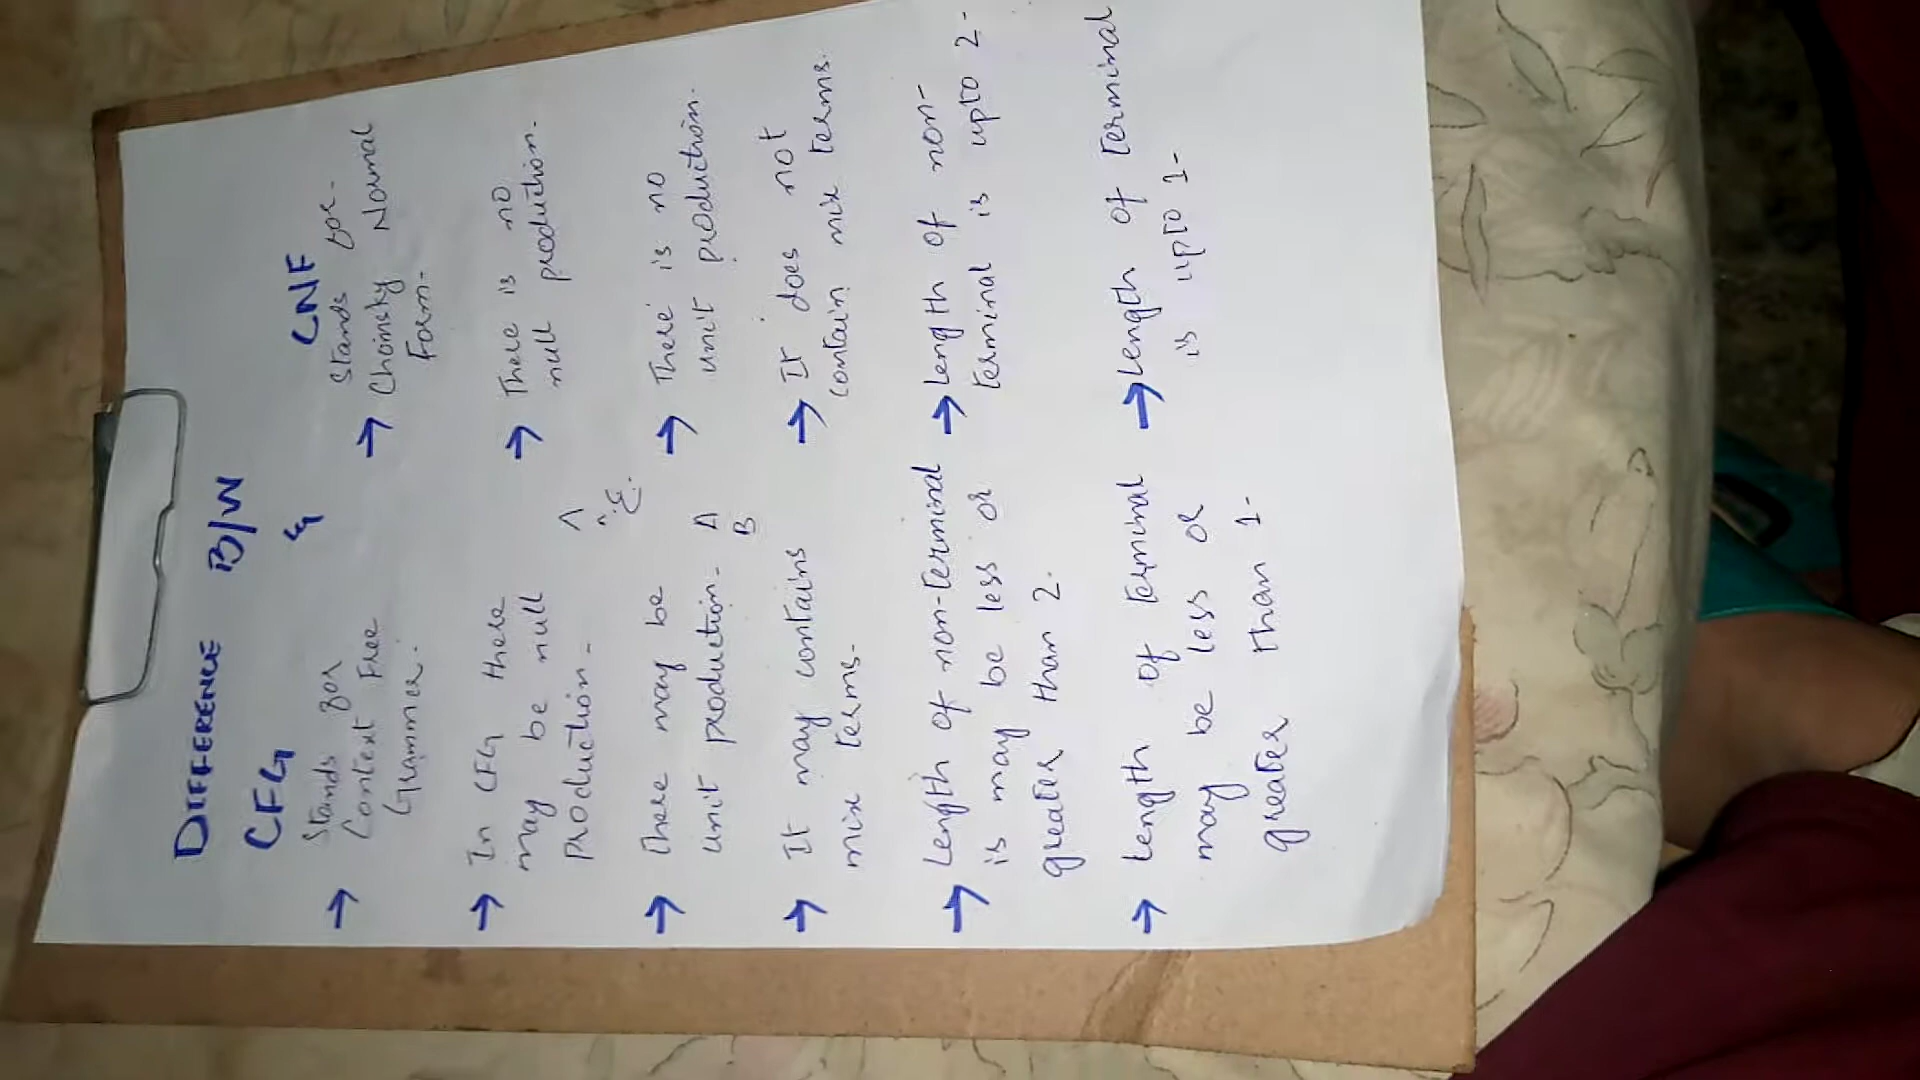 DIFFERENCE B/W
CFG & CNF
→ Stands for
Context Free
Grammer.
→ Stands for-
Chomsky Normal
Form-
→ In CFG there
may be null
production-
Λ
^
Є.
→ There is no
null production.
→ There may be
unit production- A
B
→ There is no
unit production.
→ It may contains
mix terms-
→ It does not
contain mix terms.
→ Length of non-terminal
is may be less or
greater than 2.
→ Length of non-
terminal is upto 2-
→ Length of terminal
may be less or
greater than 1-
→ Length of terminal
is upto 1-